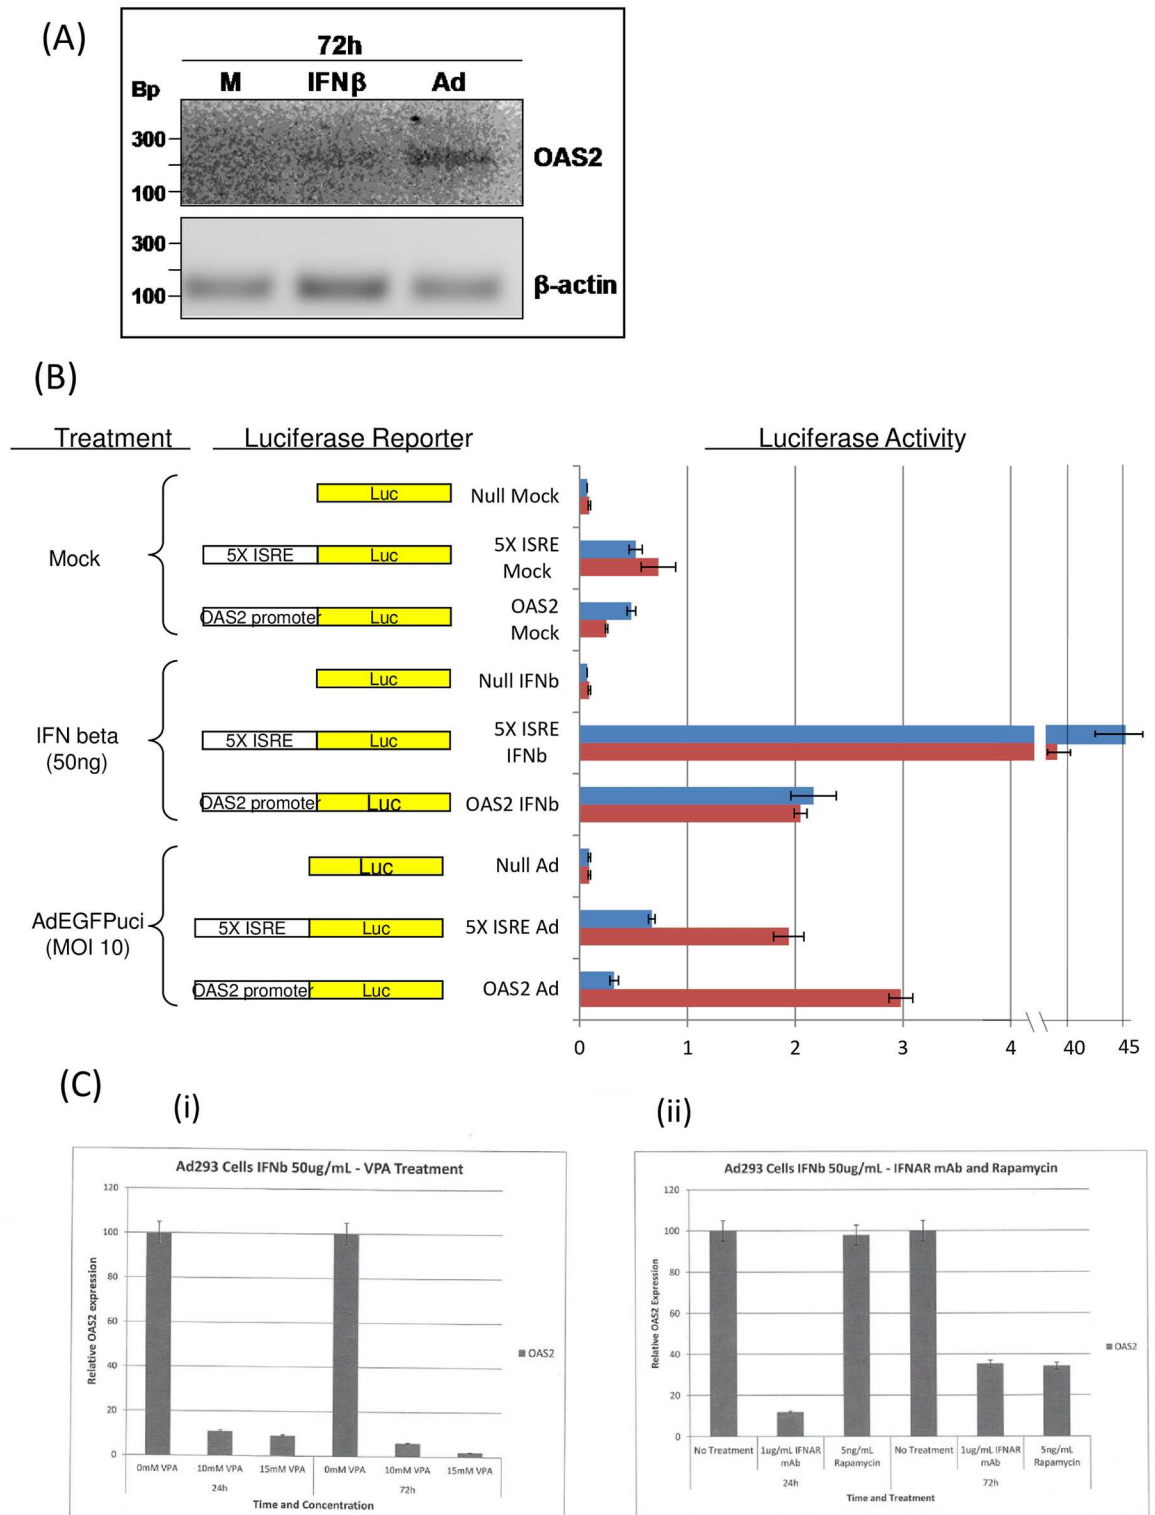 (A)
72h
Bp M IFNβ Ad
300
100
OAS2
300
100
β-actin
(B)
Treatment Luciferase Reporter Luciferase Activity
Mock
Luc Null Mock
5X ISRE Luc 5X ISRE
Mock
OAS2 promoter Luc OAS2
Mock
IFN beta
(50ng)
Luc Null IFNb
5X ISRE Luc 5X ISRE
IFNb
OAS2 promoter Luc OAS2 IFNb
AdEGFPuci
(MOI 10)
Luc Null Ad
5X ISRE Luc 5X ISRE Ad
OAS2 promoter Luc OAS2 Ad
0 1 2 3 4 40 45
(C)
(i)
Ad293 Cells IFNb 50ug/mL - VPA Treatment
Relative OAS2 expression
120
100
80
60
40
20
0
0mM VPA 10mM VPA 15mM VPA 0mM VPA 10mM VPA 15mM VPA
24h 72h
Time and Concentration
OAS2
(ii)
Ad293 Cells IFNb 50ug/mL - IFNAR mAb and Rapamycin
Relative OAS2 Expression
120
100
80
60
40
20
0
No Treatment 1ug/mL IFNAR 5ng/mL No Treatment 1ug/mL IFNAR 5ng/mL
mAb Rapamycin mAb Rapamycin
24h 72h
Time and Treatment
OAS2